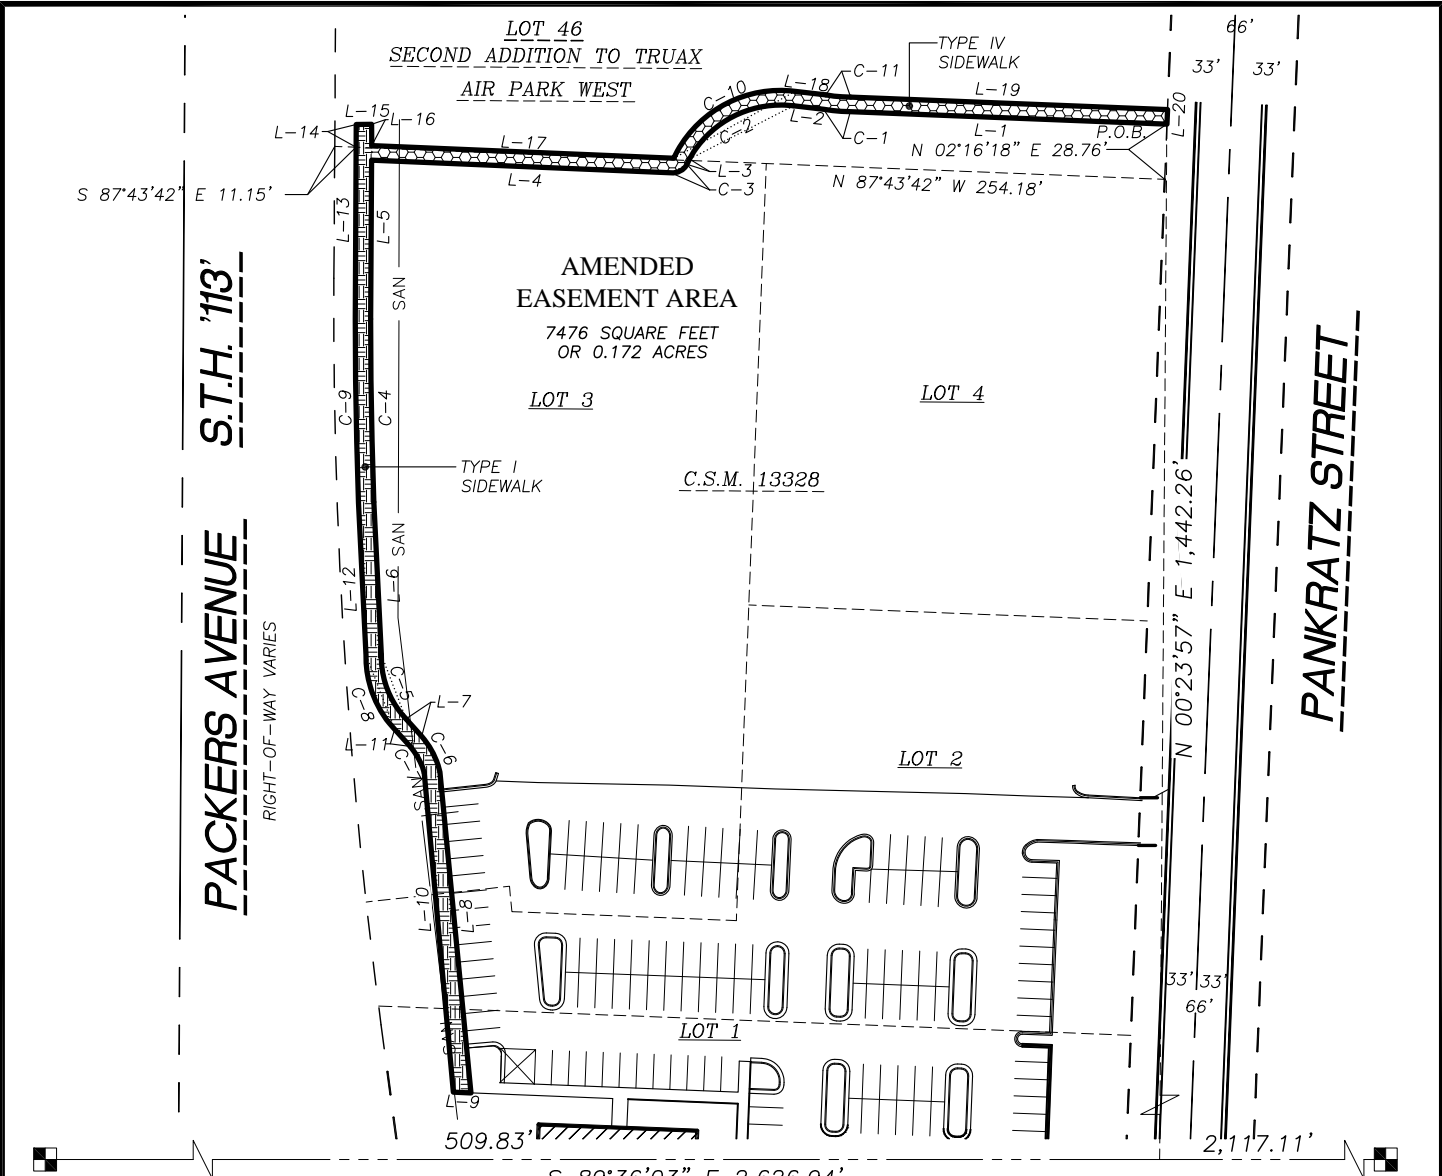 LOT 46
SECOND ADDITION TO TRUAX
AIR PARK WEST
TYPE IV
SIDEWALK
66'
33'
33'
C-10
L-18
C-11
L-19
L-20
L-15
L-14
L-16
L-17
C-2
L-2
L-1
P.O.B.
C-1
N 02°16'18" E 28.76'
L-3
C-3
L-4
N 87°43'42" W 254.18'
S 87°43'42" E 11.15'
L-13
L-5
SAN
S.T.H. '113'
AMENDED
EASEMENT AREA
7476 SQUARE FEET
OR 0.172 ACRES
LOT 3
LOT 4
C-9
C-4
TYPE I
SIDEWALK
C.S.M. 13328
N 00°23'57" E 1,442.26'
PANKRATZ STREET
SAN
L-12
L-6
PACKERS AVENUE
RIGHT-OF-WAY VARIES
C-5
C-8
L-7
L-11
C-6
SAN
LOT 2
L-10
L-8
33'
33'
66'
LOT 1
SAN
L-9
509.83'
2,117.11'